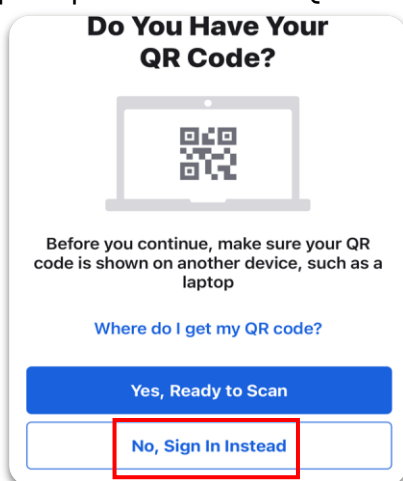 Do You Have Your
QR Code?
Before you continue, make sure your QR
code is shown on another device, such as a
laptop
Where do I get my QR code?
Yes, Ready to Scan
No, Sign In Instead